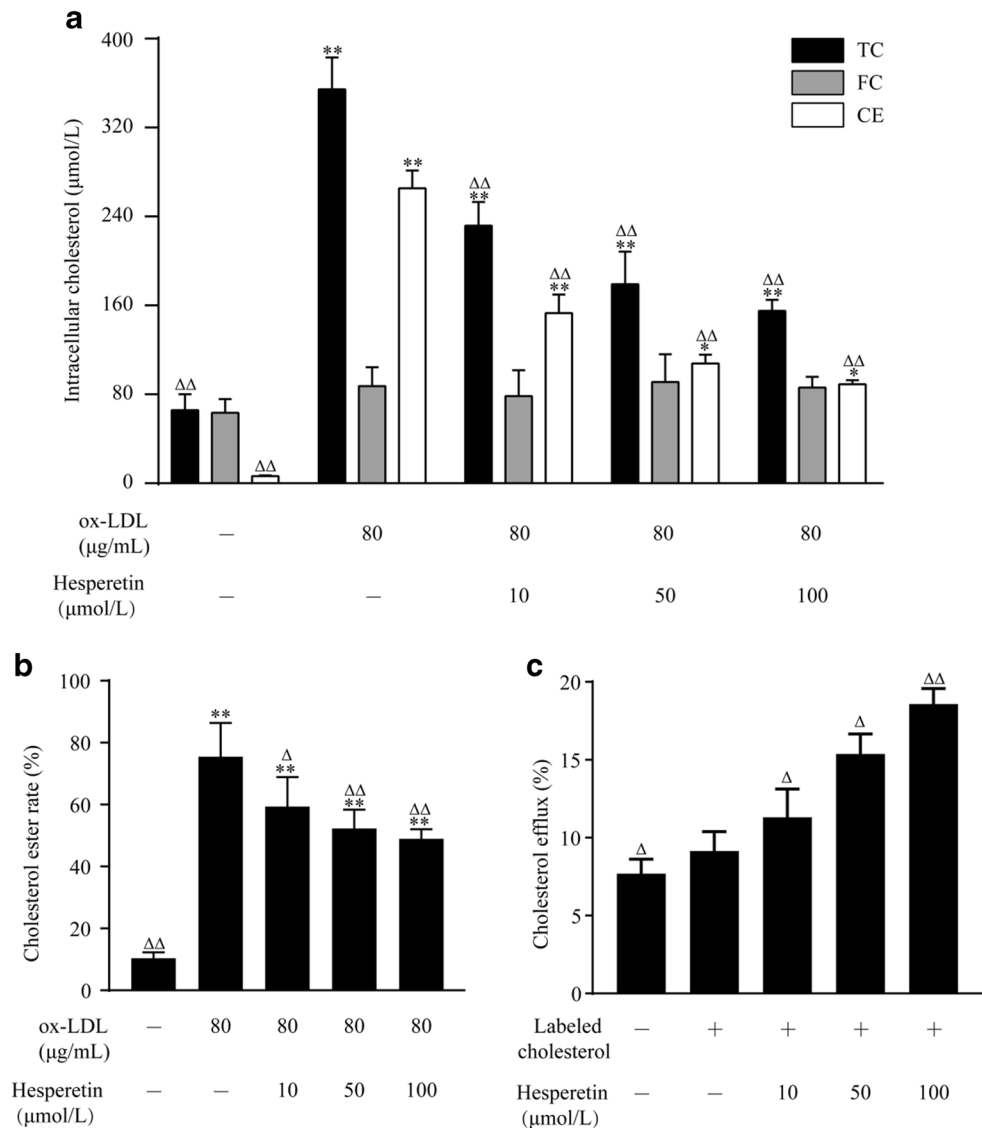 a
400
320
240
160
80
0
Intracellular cholesterol (μmol/L)
TC
FC
CE
ΔΔ
ΔΔ
**
**
ΔΔ
**
ΔΔ
**
ΔΔ
**
ΔΔ
*
ΔΔ
**
ΔΔ
*
ox-LDL
(μg/mL)
– 80 80 80 80
Hesperetin
(μmol/L)
– – 10 50 100
b
100
80
60
40
20
0
Cholesterol ester rate (%)
ΔΔ
**
Δ
**
ΔΔ
**
ΔΔ
**
ox-LDL
(μg/mL)
– 80 80 80 80
Hesperetin
(μmol/L)
– – 10 50 100
c
20
15
10
5
0
Cholesterol efflux (%)
Δ
Δ
Δ
ΔΔ
Labeled
cholesterol
– + + + +
Hesperetin
(μmol/L)
– – 10 50 100